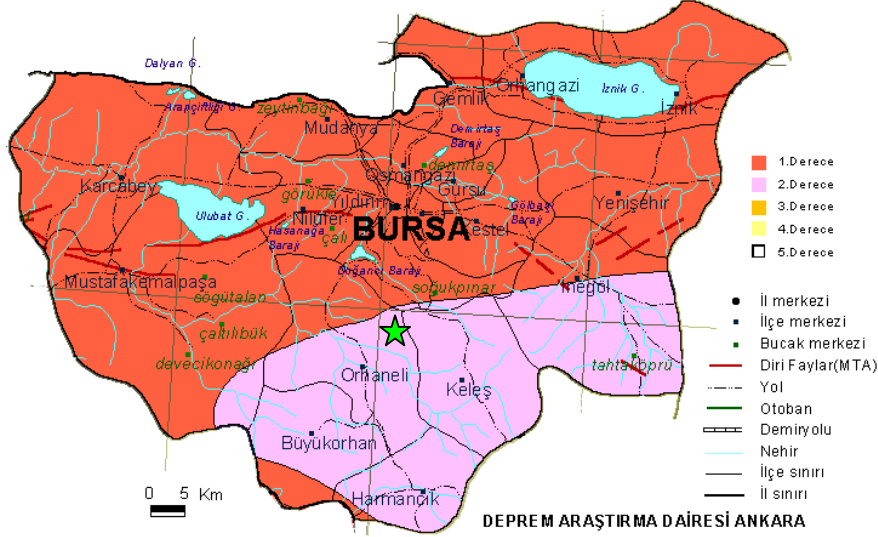 Dalyan G.
Arapçiftliği G.
zeytinbağı
Mudanya
Gemlik
Orhangazi
İznik G.
İznik
Demirtaş
Barajı
demirtaş
Osmangazi
Gürsu
Karcabey
görükle
Yıldırım
Ulubat G.
Nilüfer
Hasanağa
Barajı
çalı
BURSA
Kestel
Gölbaşı
Barajı
Yenişehir
Mustafakemalpaşa
Doğancı Barajı
soğukpınar
İnegöl
söğütalan
çaltılıbük
devecikonağı
Orhaneli
Keleş
tahtaköprü
Büyükorhan
Harmancık
1.Derece
2.Derece
3.Derece
4.Derece
5.Derece
İl merkezi
İlçe merkezi
Bucak merkezi
Diri Faylar(MTA)
Yol
Otoban
Demiryolu
Nehir
İlçe sınırı
İl sınırı
0 5 Km
DEPREM ARAŞTIRMA DAİRESİ ANKARA